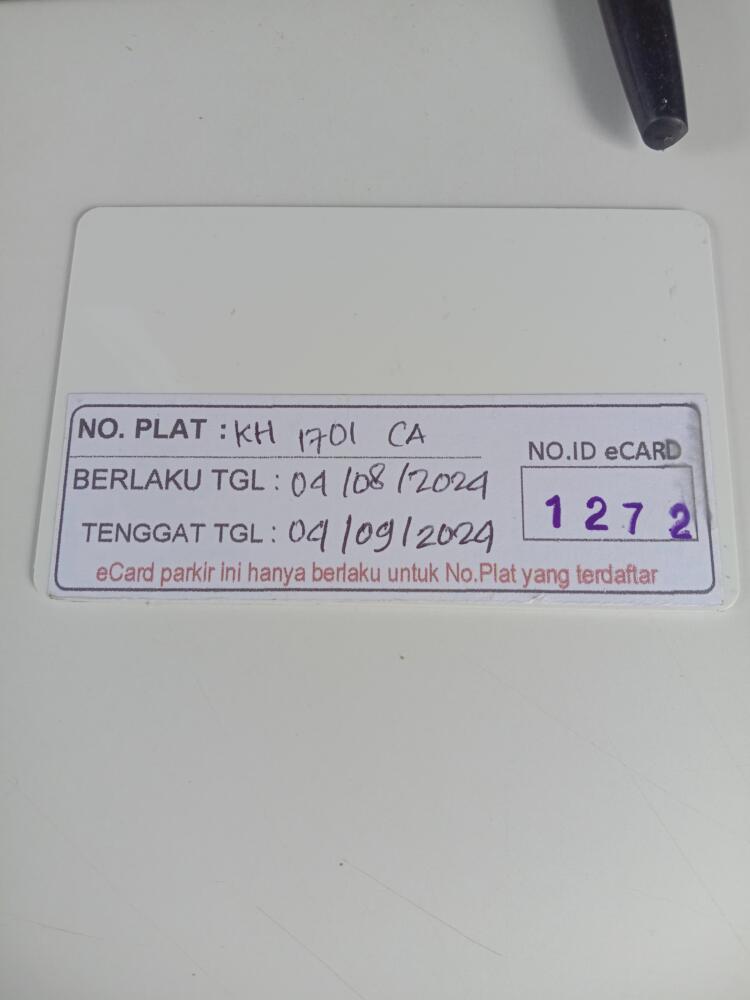 NO. PLAT : KH 1701 CA
NO.ID eCARD
BERLAKU TGL : 04/08/2024
1272
TENGGAT TGL : 04/09/2024
eCard parkir ini hanya berlaku untuk No.Plat yang terdaftar